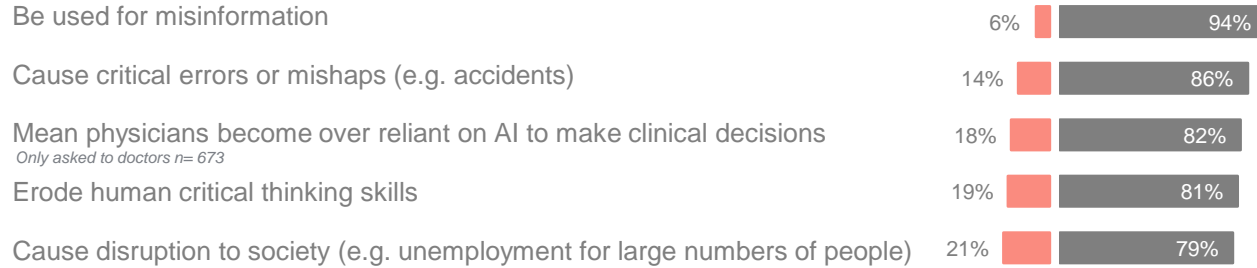 Be used for misinformation 6% 94%
Cause critical errors or mishaps (e.g. accidents) 14% 86%
Mean physicians become over reliant on AI to make clinical decisions 18% 82%
Only asked to doctors n= 673
Erode human critical thinking skills 19% 81%
Cause disruption to society (e.g. unemployment for large numbers of people) 21% 79%